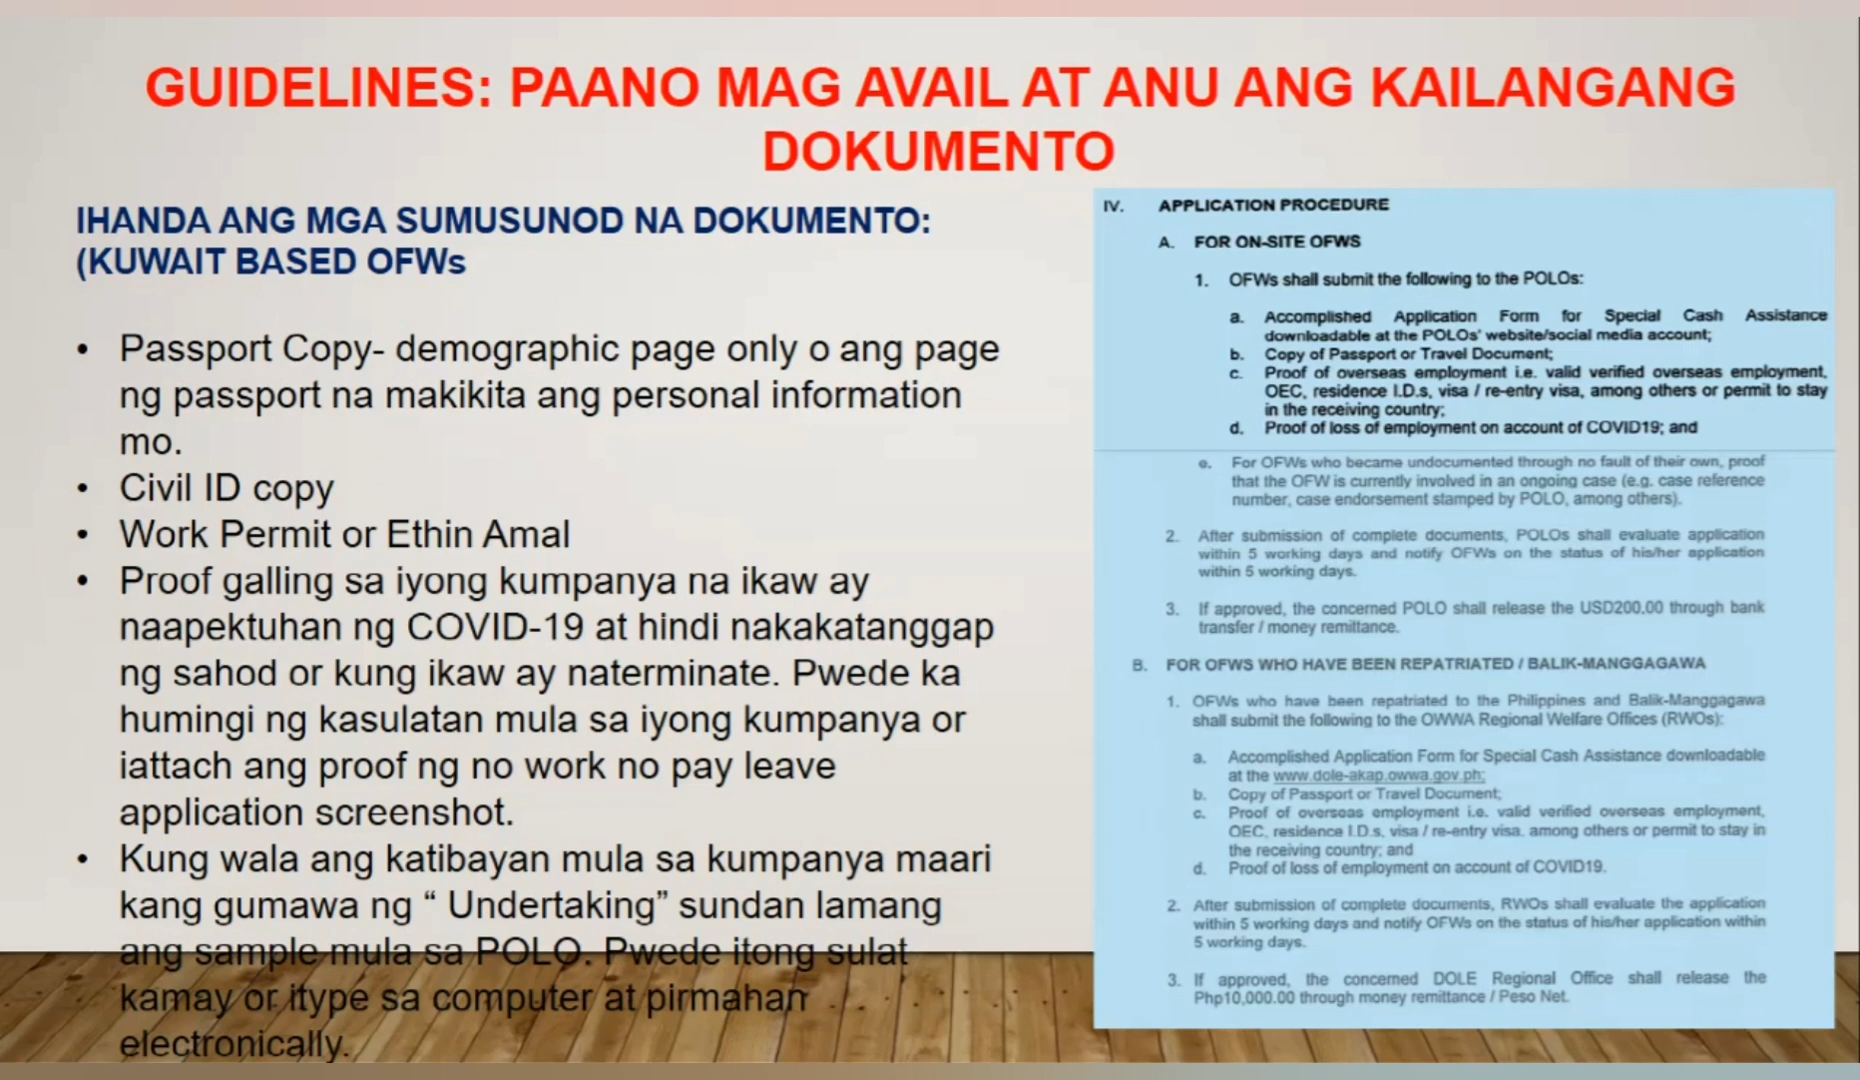 GUIDELINES: PAANO MAG AVAIL AT ANU ANG KAILANGANG
DOKUMENTO
IHANDA ANG MGA SUMUSUNOD NA DOKUMENTO:
(KUWAIT BASED OFWs
• Passport Copy- demographic page only o ang page
ng passport na makikita ang personal information
mo.
• Civil ID copy
• Work Permit or Ethin Amal
• Proof galling sa iyong kumpanya na ikaw ay
naapektuhan ng COVID-19 at hindi nakakatanggap
ng sahod or kung ikaw ay naterminate. Pwede ka
humingi ng kasulatan mula sa iyong kumpanya or
iattach ang proof ng no work no pay leave
application screenshot.
• Kung wala ang katibayan mula sa kumpanya maari
kang gumawa ng “ Undertaking” sundan lamang
ang sample mula sa POLO. Pwede itong sulat
kamay or itype sa computer at pirmahan
electronically.
IV. APPLICATION PROCEDURE
A. FOR ON-SITE OFWS
1. OFWs shall submit the following to the POLOs:
a. Accomplished Application Form for Special Cash Assistance
downloadable at the POLOs' website/social media account;
b. Copy of Passport or Travel Document;
c. Proof of overseas employment i.e. valid verified overseas employment,
OEC, residence I.D.s, visa / re-entry visa, among others or permit to stay
in the receiving country;
d. Proof of loss of employment on account of COVID19; and
e. For OFWs who became undocumented through no fault of their own, proof
that the OFW is currently involved in an ongoing case (e.g. case reference
number, case endorsement stamped by POLO, among others).
2. After submission of complete documents, POLOs shall evaluate application
within 5 working days and notify OFWs on the status of his/her application
within 5 working days.
3. If approved, the concerned POLO shall release the USD200.00 through bank
transfer / money remittance.
B. FOR OFWS WHO HAVE BEEN REPATRIATED / BALIK-MANGGAGAWA
1. OFWs who have been repatriated to the Philippines and Balik-Manggagawa
shall submit the following to the OWWA Regional Welfare Offices (RWOs):
a. Accomplished Application Form for Special Cash Assistance downloadable
at the www.dole-akap.owwa.gov.ph;
b. Copy of Passport or Travel Document;
c. Proof of overseas employment i.e. valid verified overseas employment,
OEC, residence I.D.s, visa / re-entry visa, among others or permit to stay in
the receiving country; and
d. Proof of loss of employment on account of COVID19.
2. After submission of complete documents, RWOs shall evaluate the application
within 5 working days and notify OFWs on the status of his/her application within
5 working days.
3. If approved, the concerned DOLE Regional Office shall release the
Php10,000.00 through money remittance / Peso Net.